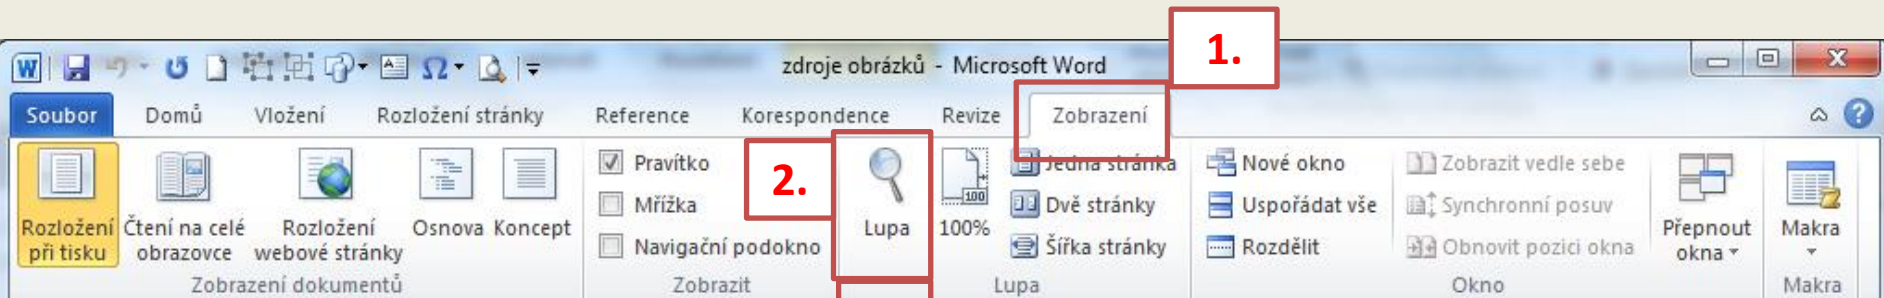 1.
zdroje obrázků - Microsoft Word
Soubor Domů Vložení Rozložení stránky Reference Korespondence Revize Zobrazení
2.
Rozložení při tisku
Čtení na celé obrazovce
Rozložení webové stránky
Osnova
Koncept
Zobrazení dokumentů
Pravítko
Mřížka
Navigační podokno
Zobrazit
Lupa
100%
Jedna stránka
Dvě stránky
Šířka stránky
Lupa
Nové okno
Uspořádat vše
Rozdělit
Zobrazit vedle sebe
Synchronní posuv
Obnovit pozici okna
Přepnout okna
Okno
Makra
Makra